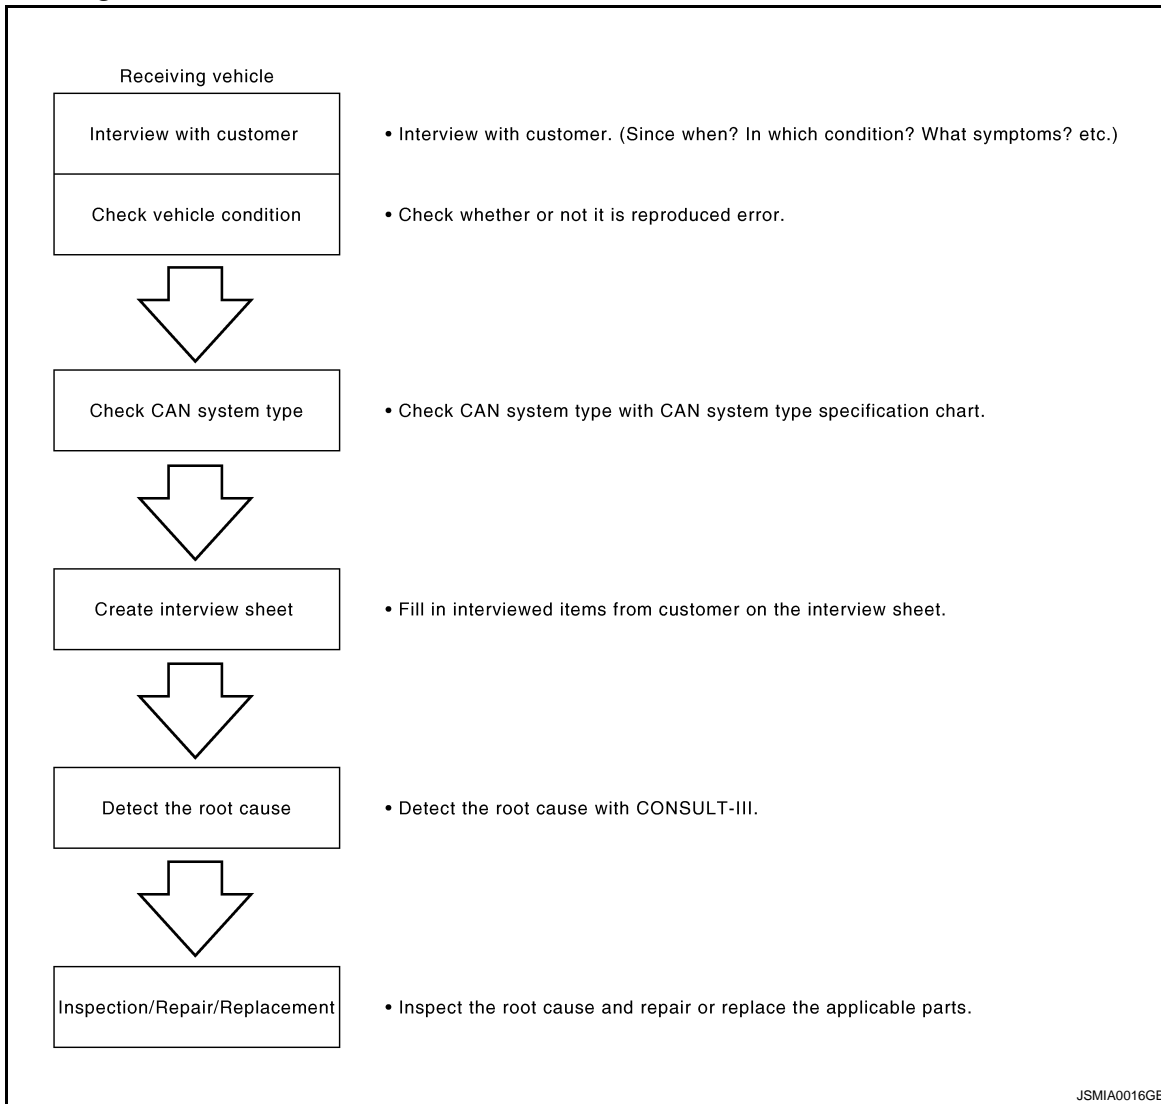 Receiving vehicle
Interview with customer
• Interview with customer. (Since when? In which condition? What symptoms? etc.)
Check vehicle condition
• Check whether or not it is reproduced error.
Check CAN system type
• Check CAN system type with CAN system type specification chart.
Create interview sheet
• Fill in interviewed items from customer on the interview sheet.
Detect the root cause
• Detect the root cause with CONSULT-III.
Inspection/Repair/Replacement
• Inspect the root cause and repair or replace the applicable parts.
JSMIA0016GB